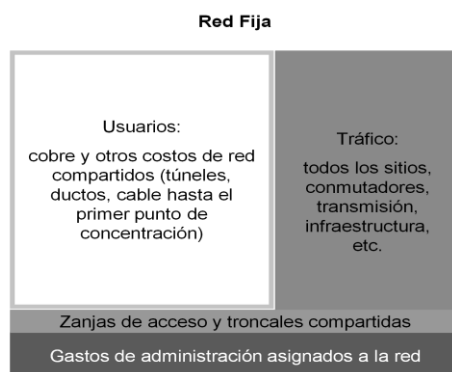 Red Fija
Usuarios:
cobre y otros costos de red
compartidos (túneles,
ductos, cable hasta el
primer punto de
concentración)
Tráfico:
todos los sitios,
conmutadores,
transmisión,
infraestructura,
etc.
Zanjas de acceso y troncales compartidas
Gastos de administración asignados a la red